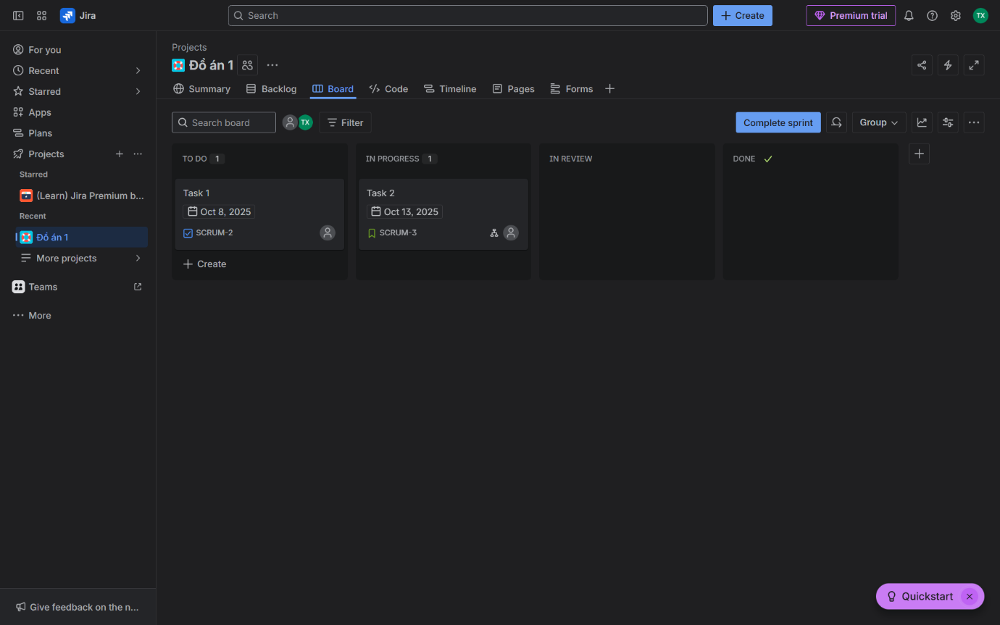 Jira
Search
Create
Premium trial
TX
For you
Recent
Starred
Apps
Plans
Projects
Starred
(Learn) Jira Premium b...
Recent
Đồ án 1
More projects
Teams
More
Give feedback on the n...
Projects
Đồ án 1
Summary
Backlog
Board
Code
Timeline
Pages
Forms
Search board
TX
Filter
Complete sprint
Group
TO DO 1
Task 1
Oct 8, 2025
SCRUM-2
Create
IN PROGRESS 1
Task 2
Oct 13, 2025
SCRUM-3
IN REVIEW
DONE
Quickstart